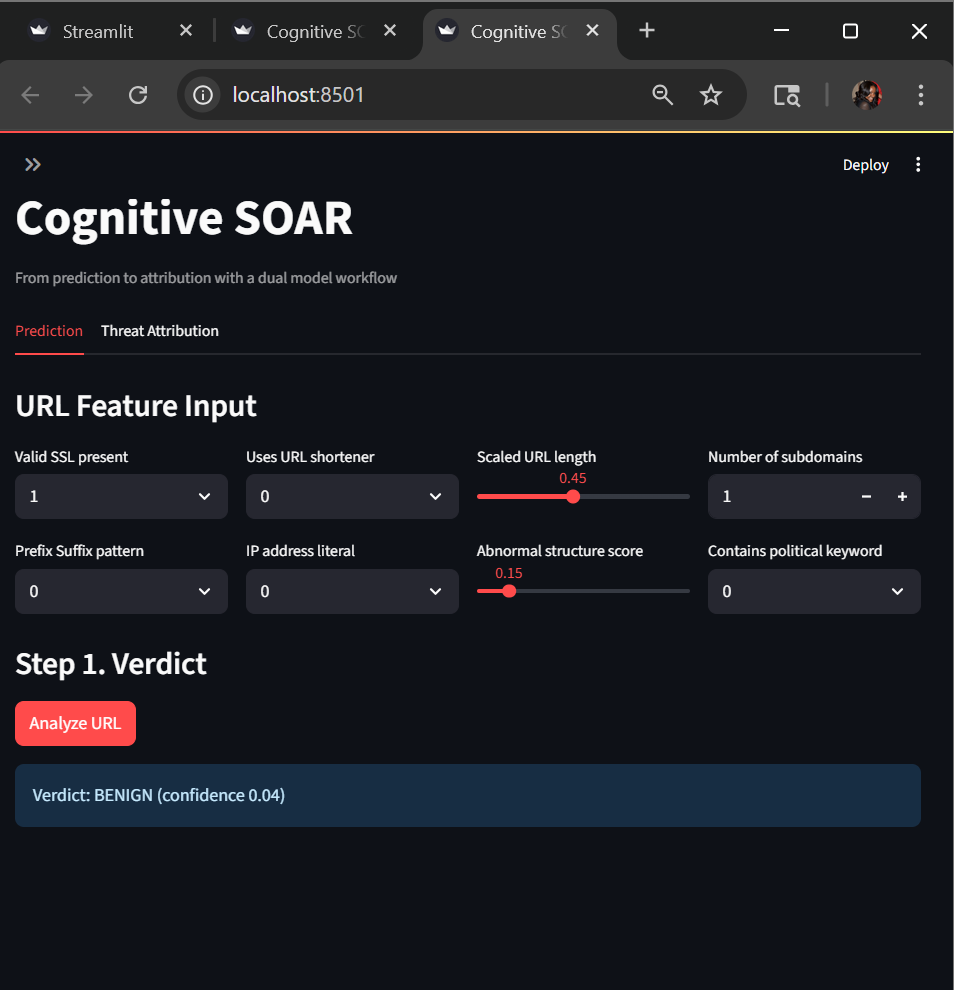 Streamlit Cognitive SO Cognitive SO
localhost:8501
Deploy
Cognitive SOAR
From prediction to attribution with a dual model workflow
Prediction Threat Attribution
URL Feature Input
Valid SSL present Uses URL shortener Scaled URL length Number of subdomains
0.45
1 0 1
Prefix Suffix pattern IP address literal Abnormal structure score Contains political keyword
0.15
0 0 0
Step 1. Verdict
Analyze URL
Verdict: BENIGN (confidence 0.04)